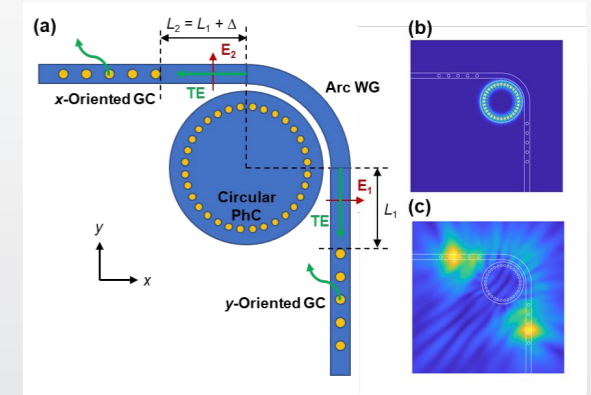 (a)
L₂ = L₁ + Δ
E₂
TE
x-Oriented GC
Arc WG
E₁
Circular
PhC
TE
L₁
y
x
y-Oriented GC
(b)
(c)